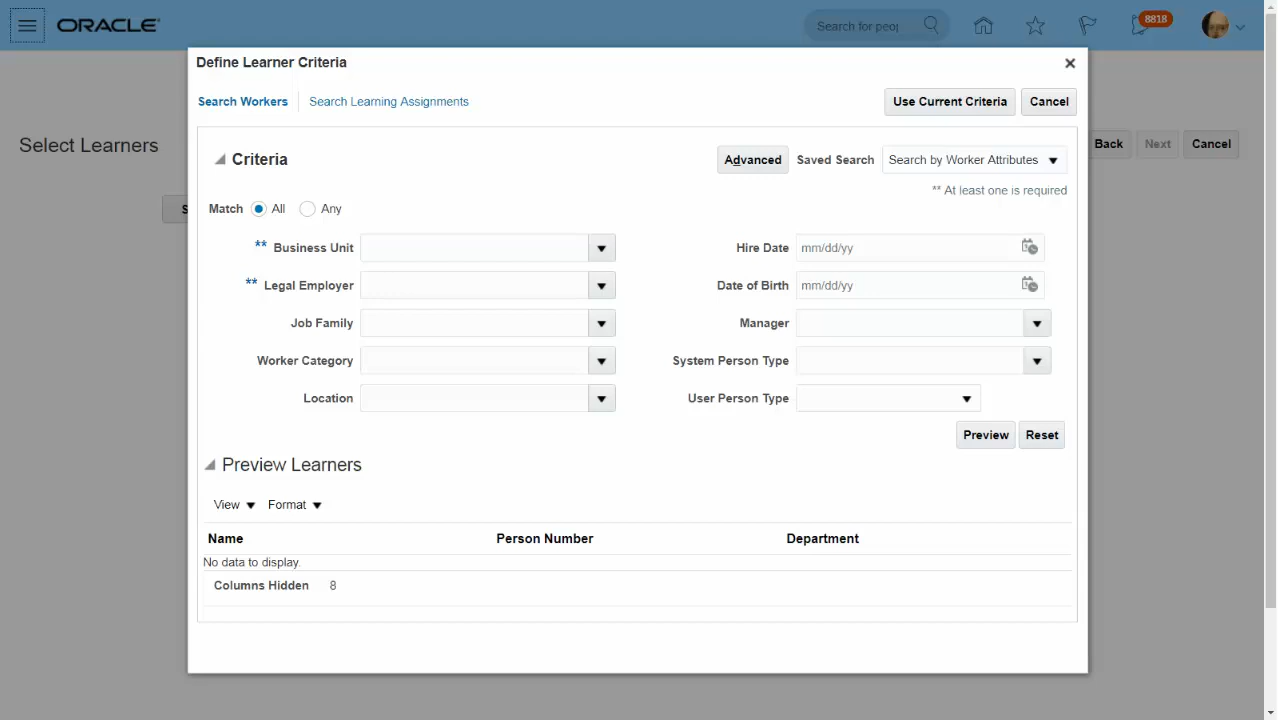 ORACLE
Search for peop
8818
Define Learner Criteria
Search Workers
Search Learning Assignments
Use Current Criteria
Cancel
Select Learners
Back
Next
Cancel
S
Criteria
Advanced
Saved Search
Search by Worker Attributes
** At least one is required
Match
All
Any
** Business Unit
Hire Date
mm/dd/yy
** Legal Employer
Date of Birth
mm/dd/yy
Job Family
Manager
Worker Category
System Person Type
Location
User Person Type
Preview
Reset
Preview Learners
View
Format
Name
Person Number
Department
No data to display.
Columns Hidden 8